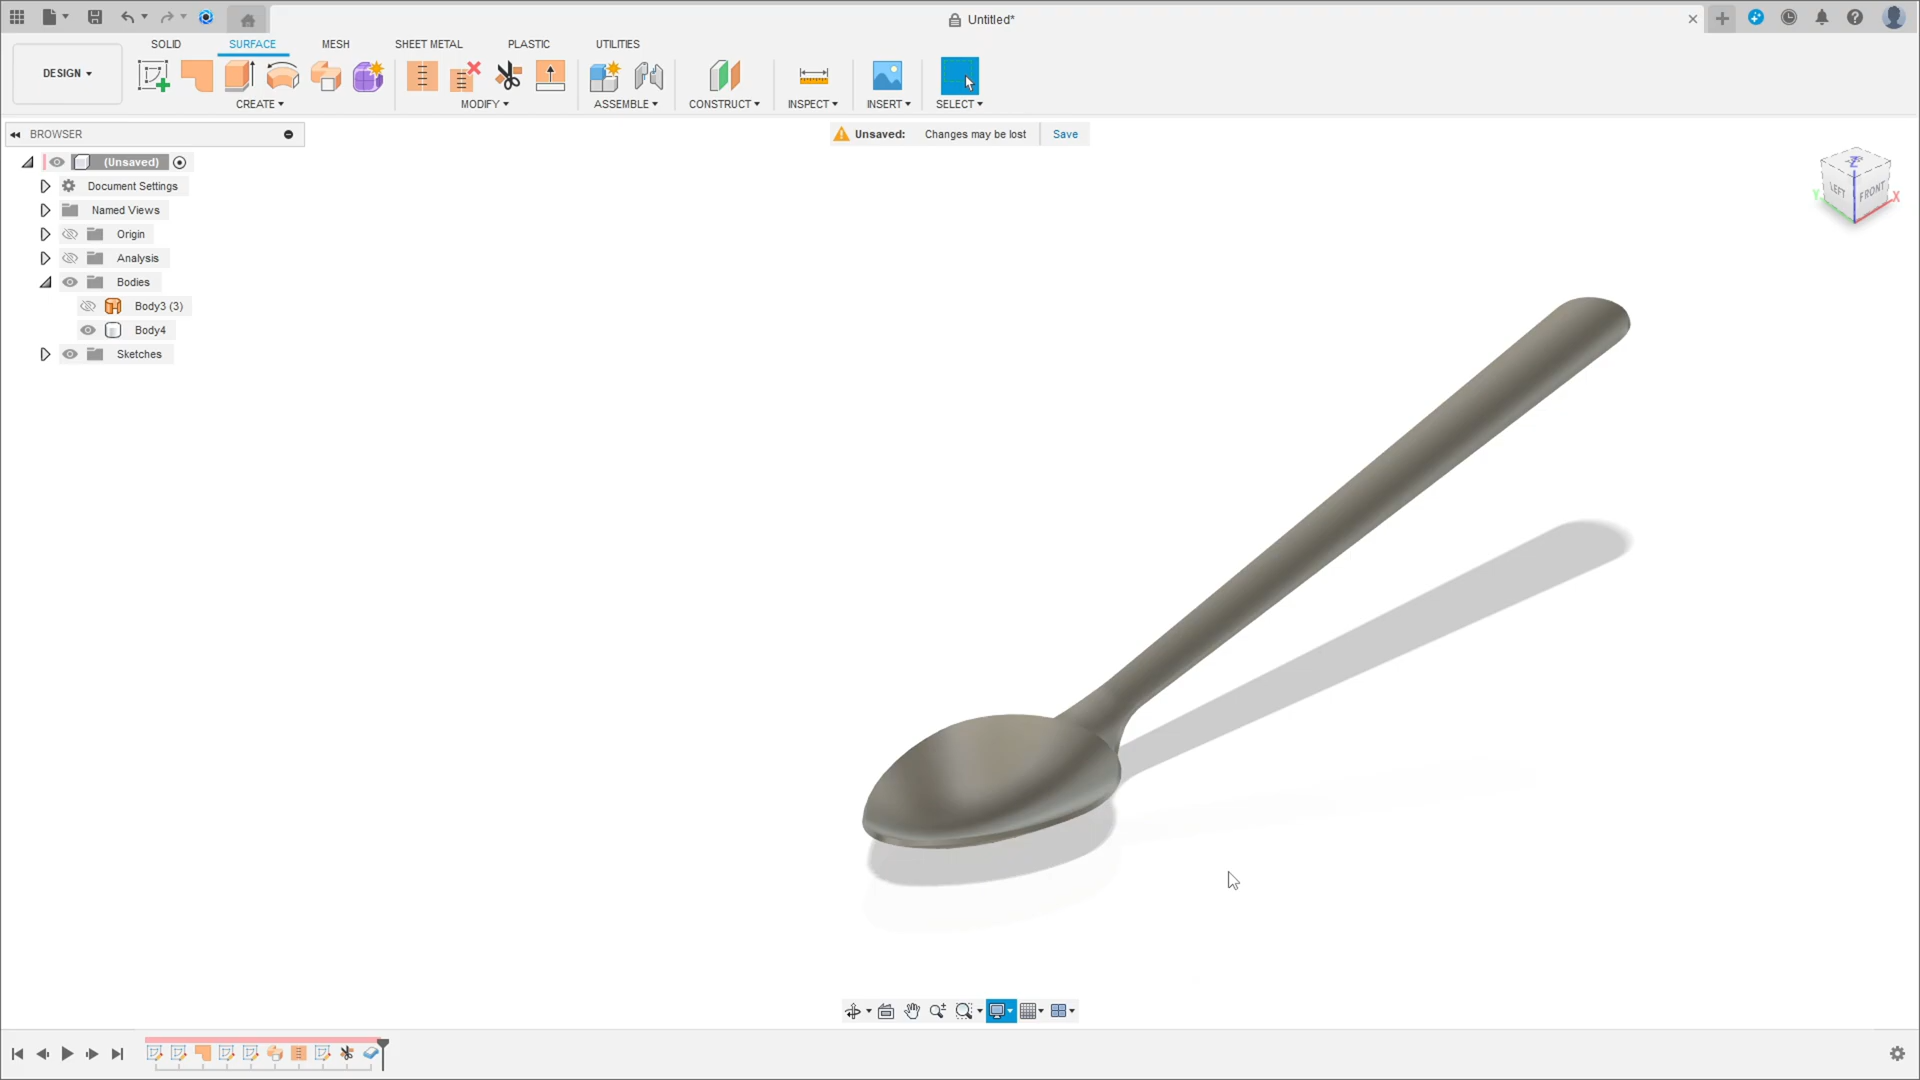 Untitled*
SOLID SURFACE MESH SHEET METAL PLASTIC UTILITIES
DESIGN
CREATE MODIFY ASSEMBLE CONSTRUCT INSPECT INSERT SELECT
BROWSER
Unsaved: Changes may be lost Save
(Unsaved)
Document Settings
Named Views
Origin
Analysis
Bodies
Body3 (3)
Body4
Sketches
Z
LEFT FRONT
Y X